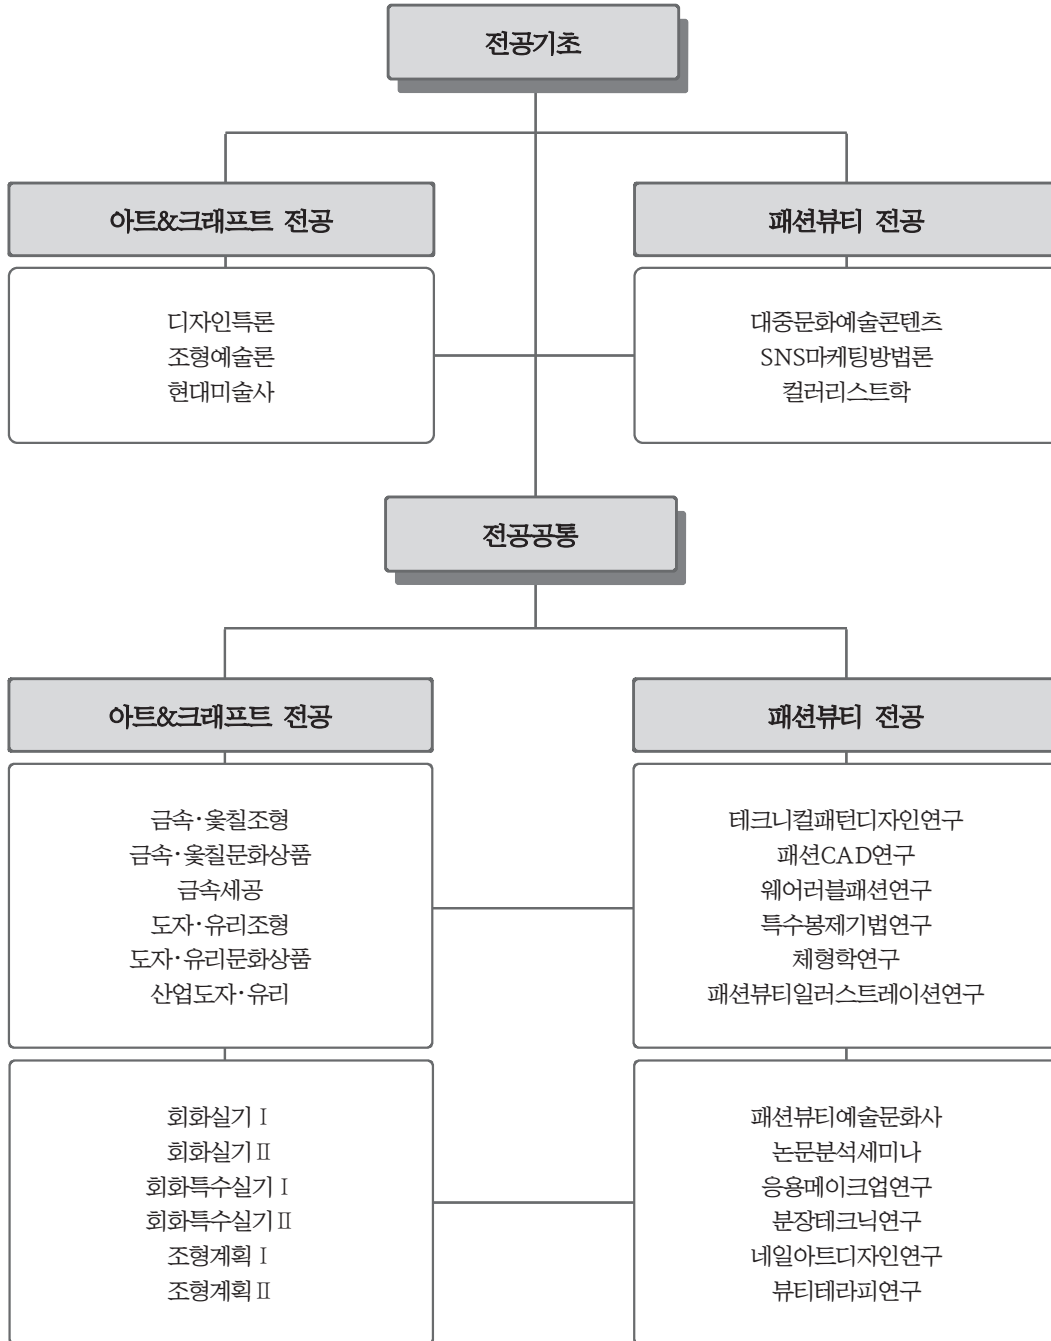 전공기초
아트&크래프트 전공
디자인특론
조형예술론
현대미술사
패션뷰티 전공
대중문화예술콘텐츠
SNS마케팅방법론
컬러리스트학
전공공통
아트&크래프트 전공
금속·옻칠조형
금속·옻칠문화상품
금속세공
도자·유리조형
도자·유리문화상품
산업도자·유리
회화실기Ⅰ
회화실기Ⅱ
회화특수실기Ⅰ
회화특수실기Ⅱ
조형계획Ⅰ
조형계획Ⅱ
패션뷰티 전공
테크니컬패턴디자인연구
패션CAD연구
웨어러블패션연구
특수봉제기법연구
체형학연구
패션뷰티일러스트레이션연구
패션뷰티예술문화사
논문분석세미나
응용메이크업연구
분장테크닉연구
네일아트디자인연구
뷰티테라피연구